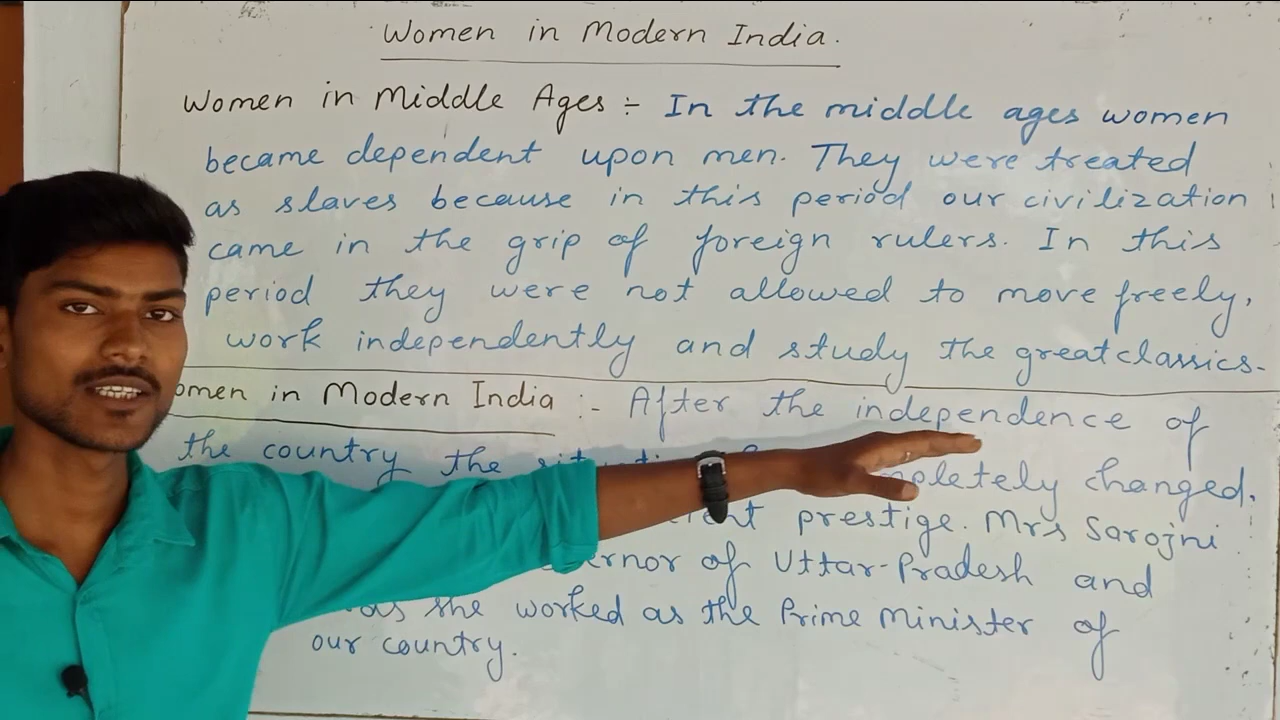 Women in Modern India.
Women in Middle Ages ÷ In the middle ages women
became dependent upon men. They were treated
as slaves because in this period our civilization
came in the grip of foreign rulers. In this
period they were not allowed to move freely,
work independently and study the great classics.
omen in Modern India :- After the independence of
the country the pletely changed.
prestige. Mrs Sarojni
ernor of Uttar-Pradesh and
as she worked as the Prime Minister of
our country.